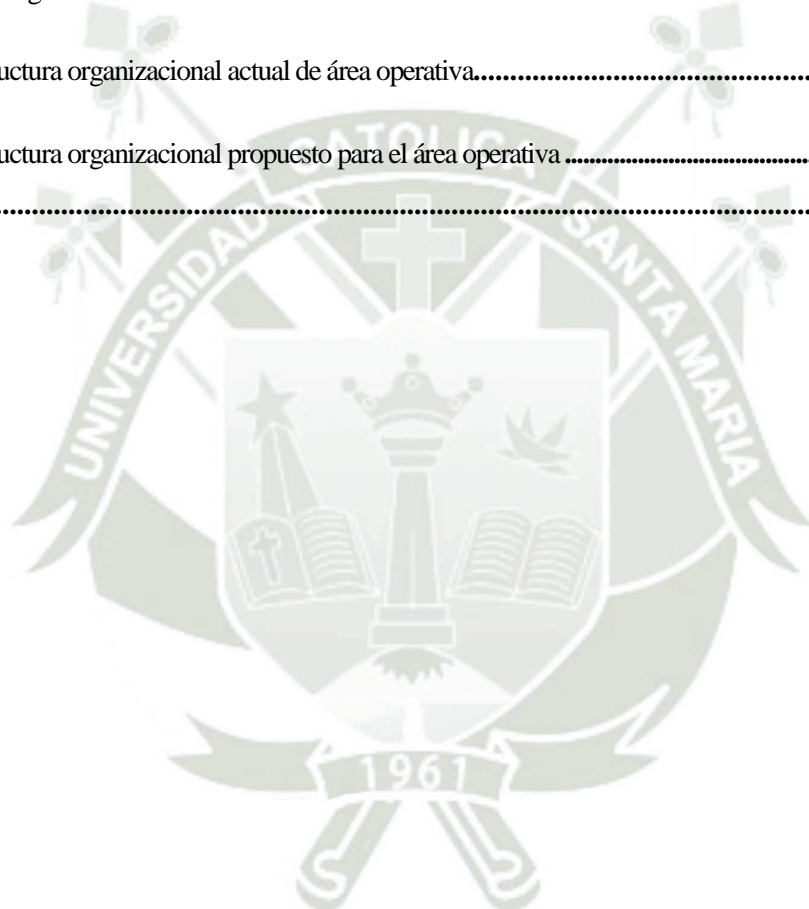 uctura organizacional actual de área operativa..................................................
uctura organizacional propuesto para el área operativa ..................................................
..................................................
UNIVERSIDAD CATOLICA SANTA MARIA
1961